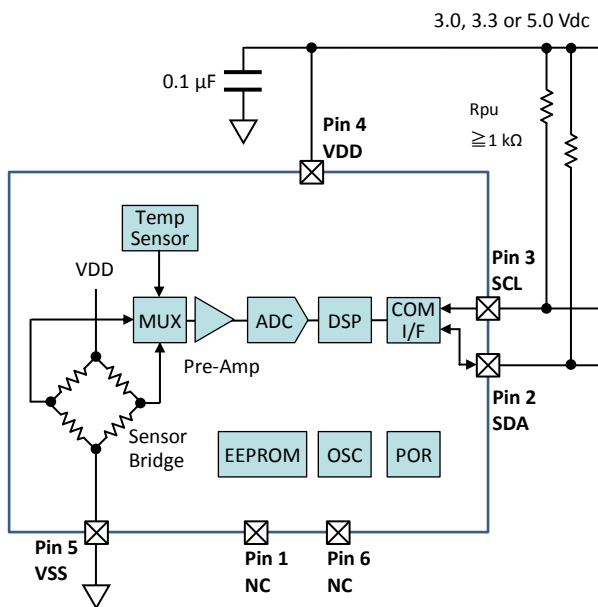 3.0, 3.3 or 5.0 Vdc
0.1 µF
Rpu
≧1 kΩ
Pin 4
VDD
Temp
Sensor
VDD
Pin 3
SCL
MUX
ADC
DSP
COM
I/F
Pre-Amp
Pin 2
SDA
Sensor
Bridge
EEPROM
OSC
POR
Pin 5
VSS
Pin 1
NC
Pin 6
NC